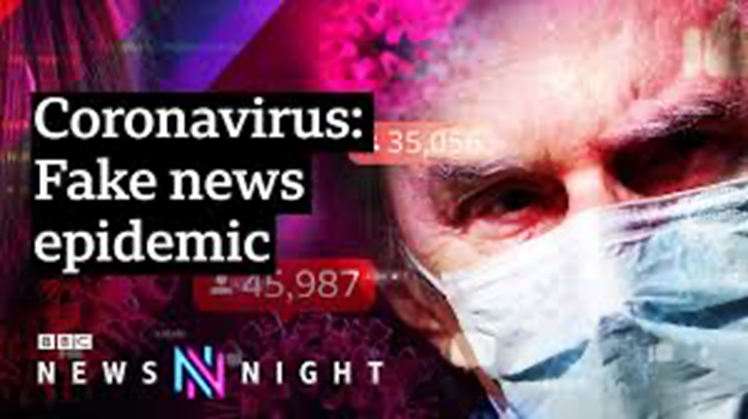 Coronavirus:
35,056
Fake news
epidemic
45,987
BBC
NEWSNIGHT